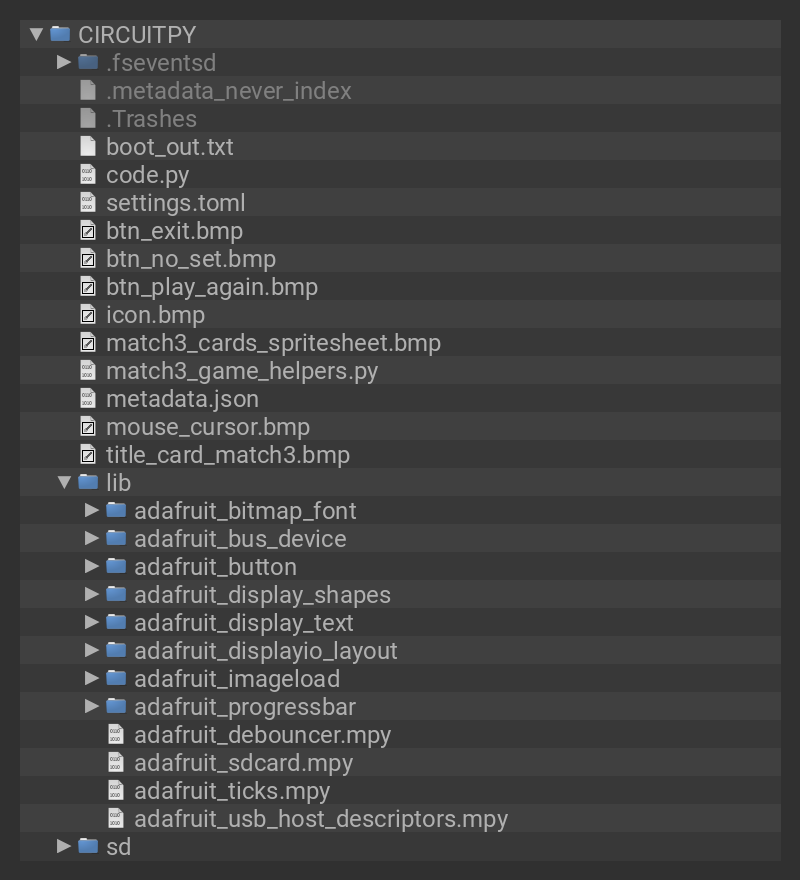 CIRCUITPY
.fseventsd
.metadata_never_index
.Trashes
boot_out.txt
code.py
settings.toml
btn_exit.bmp
btn_no_set.bmp
btn_play_again.bmp
icon.bmp
match3_cards_spritesheet.bmp
match3_game_helpers.py
metadata.json
mouse_cursor.bmp
title_card_match3.bmp
lib
adafruit_bitmap_font
adafruit_bus_device
adafruit_button
adafruit_display_shapes
adafruit_display_text
adafruit_displayio_layout
adafruit_imageload
adafruit_progressbar
adafruit_debouncer.mpy
adafruit_sdcard.mpy
adafruit_ticks.mpy
adafruit_usb_host_descriptors.mpy
sd